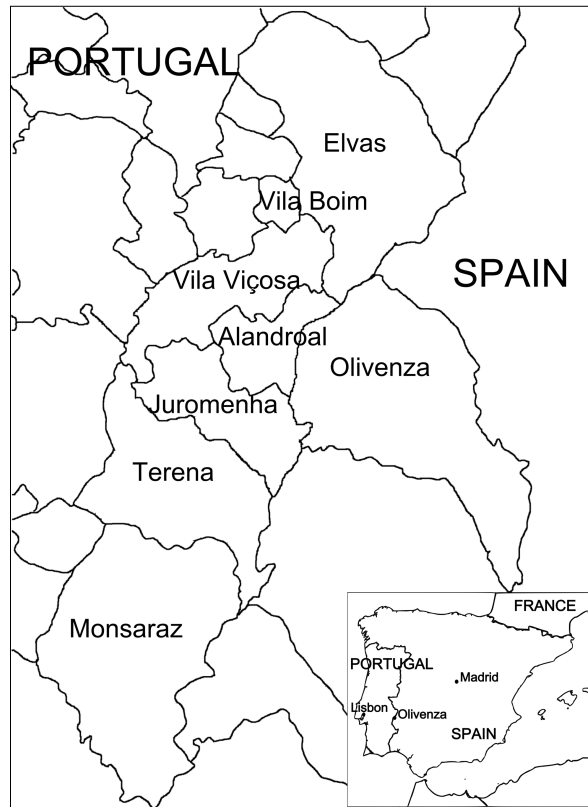 PORTUGAL
Elvas
Vila Boim
SPAIN
Vila Viçosa
Alandroal
Olivenza
Juromenha
Terena
Monsaraz
FRANCE
PORTUGAL
Madrid
Lisbon
Olivenza
SPAIN